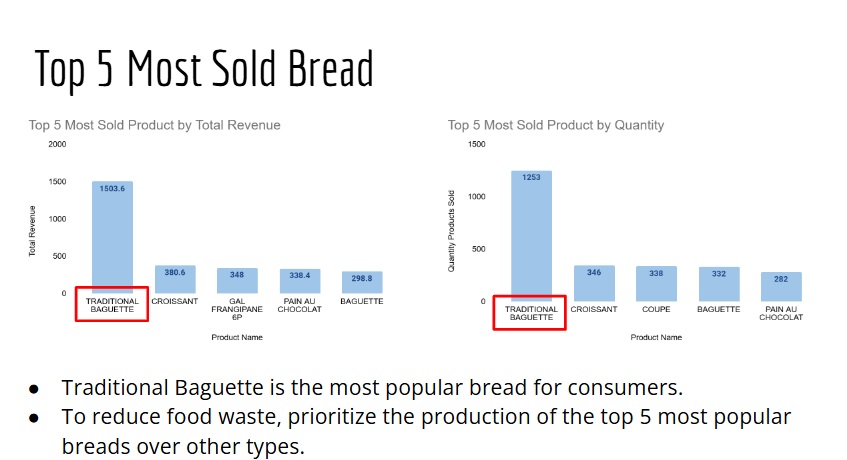 Top 5 Most Sold Bread
Top 5 Most Sold Product by Total Revenue
2000
1500
1000
500
0
Total Revenue
1503.6
380.6
348
338.4
298.8
TRADITIONAL
BAGUETTE
CROISSANT
GAL
FRANGIPANE
6P
PAIN AU
CHOCOLAT
BAGUETTE
Product Name
Top 5 Most Sold Product by Quantity
1500
1000
500
0
Quantity Products Sold
1253
346
338
332
282
TRADITIONAL
BAGUETTE
CROISSANT
COUPE
BAGUETTE
PAIN AU
CHOCOLAT
Product Name
● Traditional Baguette is the most popular bread for consumers.
● To reduce food waste, prioritize the production of the top 5 most popular
breads over other types.